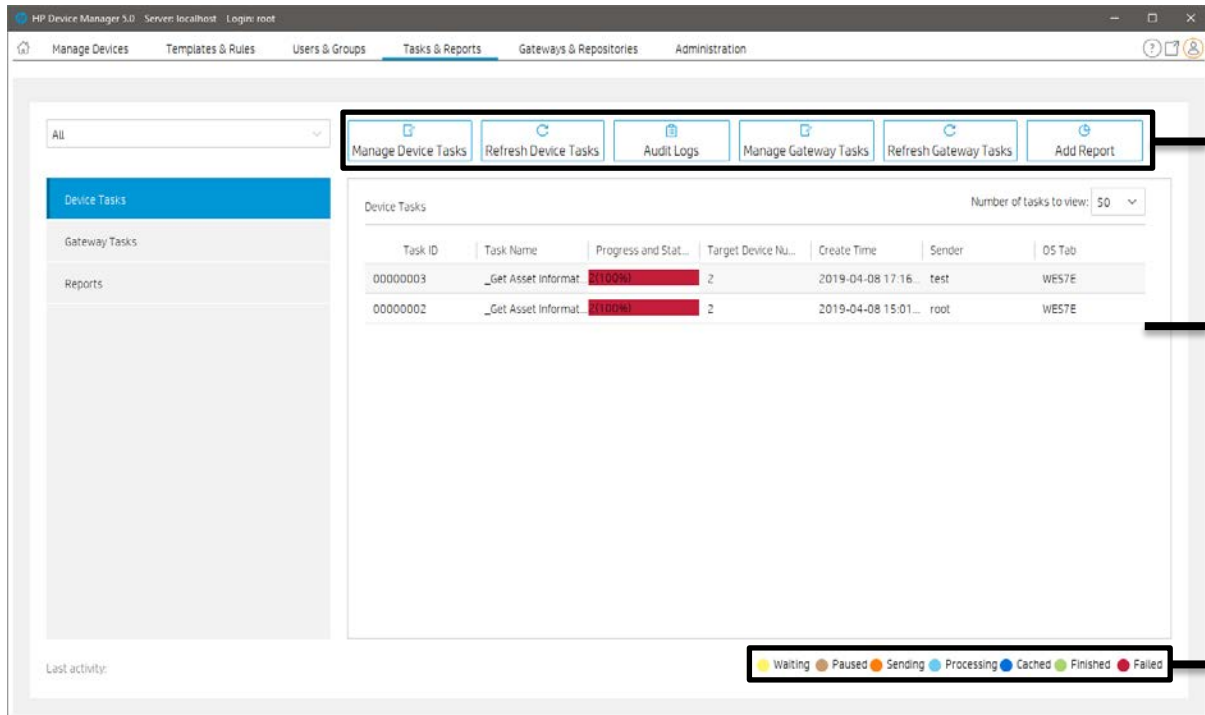 HP Device Manager 5.0 Server: localhost Login: root
Manage Devices Templates & Rules Users & Groups Tasks & Reports Gateways & Repositories Administration
All
Manage Device Tasks Refresh Device Tasks Audit Logs Manage Gateway Tasks Refresh Gateway Tasks Add Report
Device Tasks
Gateway Tasks
Reports
Device Tasks Number of tasks to view: 50
Task ID Task Name Progress and Stat... Target Device Nu... Create Time Sender OS Tab
00000003 _Get Asset Informat... 2(100%) 2 2019-04-08 17:16... test WES7E
00000002 _Get Asset Informat... 2(100%) 2 2019-04-08 15:01... root WES7E
Last activity: Waiting Paused Sending Processing Cached Finished Failed